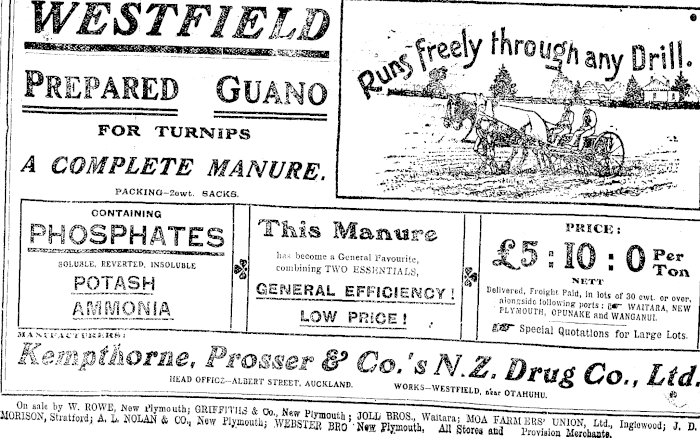 WESTFIELD
PREPARED GUANO
FOR TURNIPS
A COMPLETE MANURE.
PACKING—2cwt. SACKS.
Runs freely through any Drill.
CONTAINING
PHOSPHATES
SOLUBLE, REVERTED, INSOLUBLE
POTASH
AMMONIA
This Manure
has become a General Favourite,
combining TWO ESSENTIALS,
GENERAL EFFICIENCY!
LOW PRICE!
PRICE:
£5 : 10 : 0 Per Ton
NETT
Delivered, Freight Paid, in lots of 30 cwt. or over,
alongside following ports: ☞ WAITARA, NEW
PLYMOUTH, OPUNAKE and WANGANUI.
☞ Special Quotations for Large Lots.
MANUFACTURERS:
Kempthorne, Prosser & Co.'s N.Z. Drug Co., Ltd.
HEAD OFFICE—ALBERT STREET, AUCKLAND. WORKS—WESTFIELD, near OTAHUHU.
On sale by W. ROWE, New Plymouth; GRIFFITHS & Co., New Plymouth; JOLL BROS., Waitara; MOA FARMERS' UNION, Ltd., Inglewood; J. B.
MORISON, Stratford; A. L. NOLAN & Co., New Plymouth; WEBSTER BRO New Plymouth, All Stores and Provision Merchants.